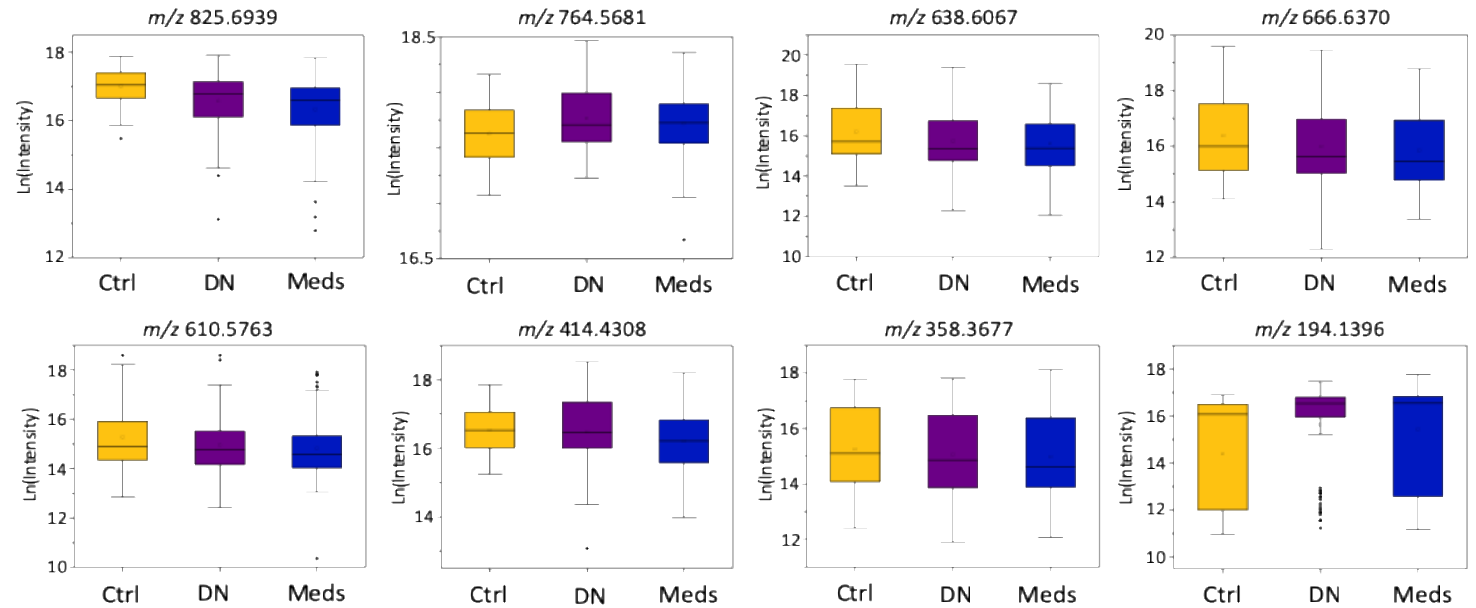 m/z 825.6939
Ln(Intensity)
18
16
14
12
Ctrl DN Meds
m/z 764.5681
Ln(Intensity)
18.5
16.5
Ctrl DN Meds
m/z 638.6067
Ln(Intensity)
20
18
16
14
12
10
Ctrl DN Meds
m/z 666.6370
Ln(Intensity)
20
18
16
14
12
Ctrl DN Meds
m/z 610.5763
Ln(Intensity)
18
16
14
12
10
Ctrl DN Meds
m/z 414.4308
Ln(Intensity)
18
16
14
Ctrl DN Meds
m/z 358.3677
Ln(Intensity)
18
16
14
12
Ctrl DN Meds
m/z 194.1396
Ln(Intensity)
18
16
14
12
10
Ctrl DN Meds